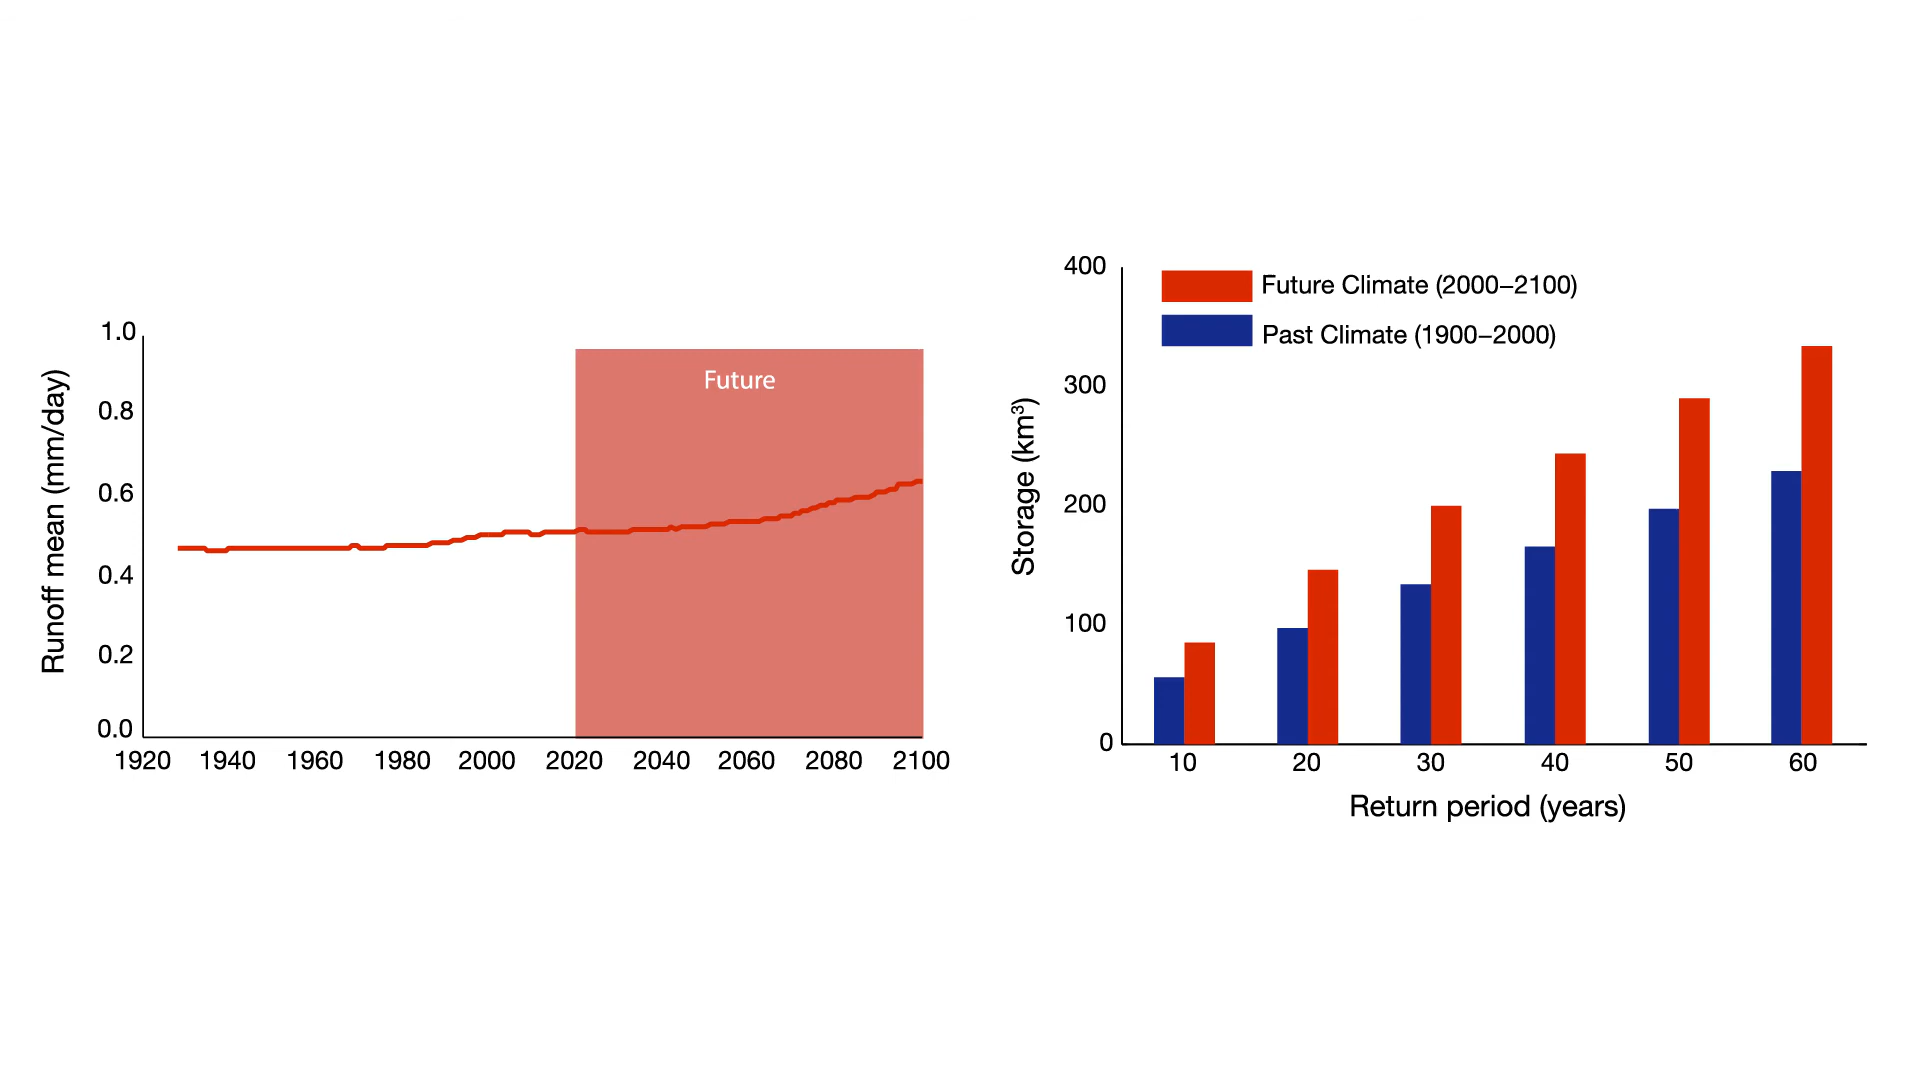 Runoff mean (mm/day)
1.0
0.8
0.6
0.4
0.2
0.0
Future
1920 1940 1960 1980 2000 2020 2040 2060 2080 2100
Storage (km³)
400
300
200
100
0
Future Climate (2000–2100)
Past Climate (1900–2000)
10 20 30 40 50 60
Return period (years)